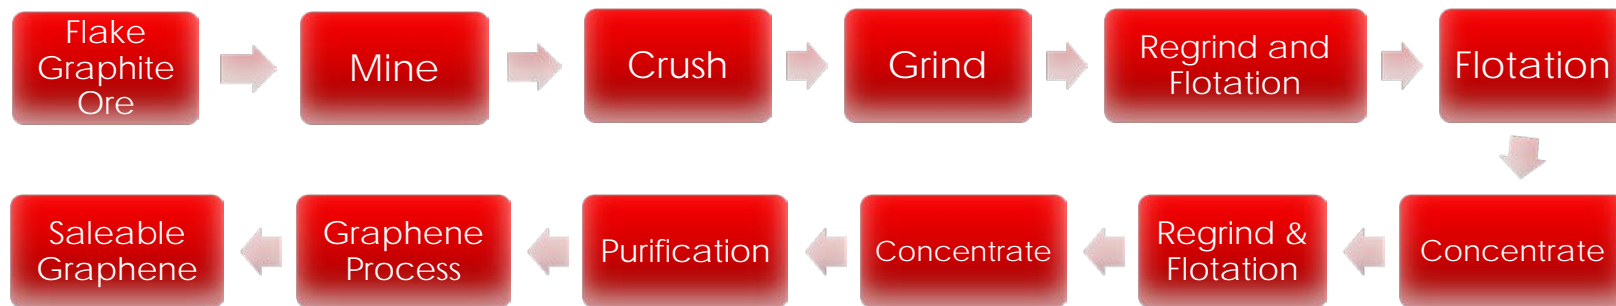 Flake
Graphite
Ore
Mine
Crush
Grind
Regrind and
Flotation
Flotation
Concentrate
Regrind &
Flotation
Concentrate
Purification
Graphene
Process
Saleable
Graphene